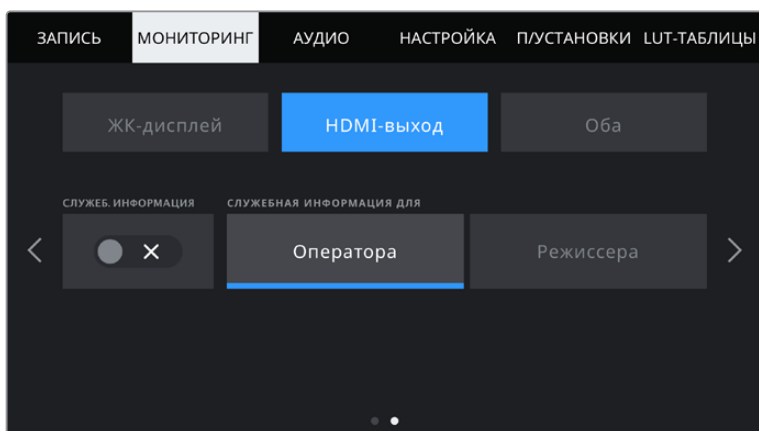 ЗАПИСЬ МОНИТОРИНГ АУДИО НАСТРОЙКА П/УСТАНОВКИ LUT-ТАБЛИЦЫ
ЖК-дисплей HDMI-выход Оба
СЛУЖЕБ. ИНФОРМАЦИЯ СЛУЖЕБНАЯ ИНФОРМАЦИЯ ДЛЯ
Оператора Режиссера